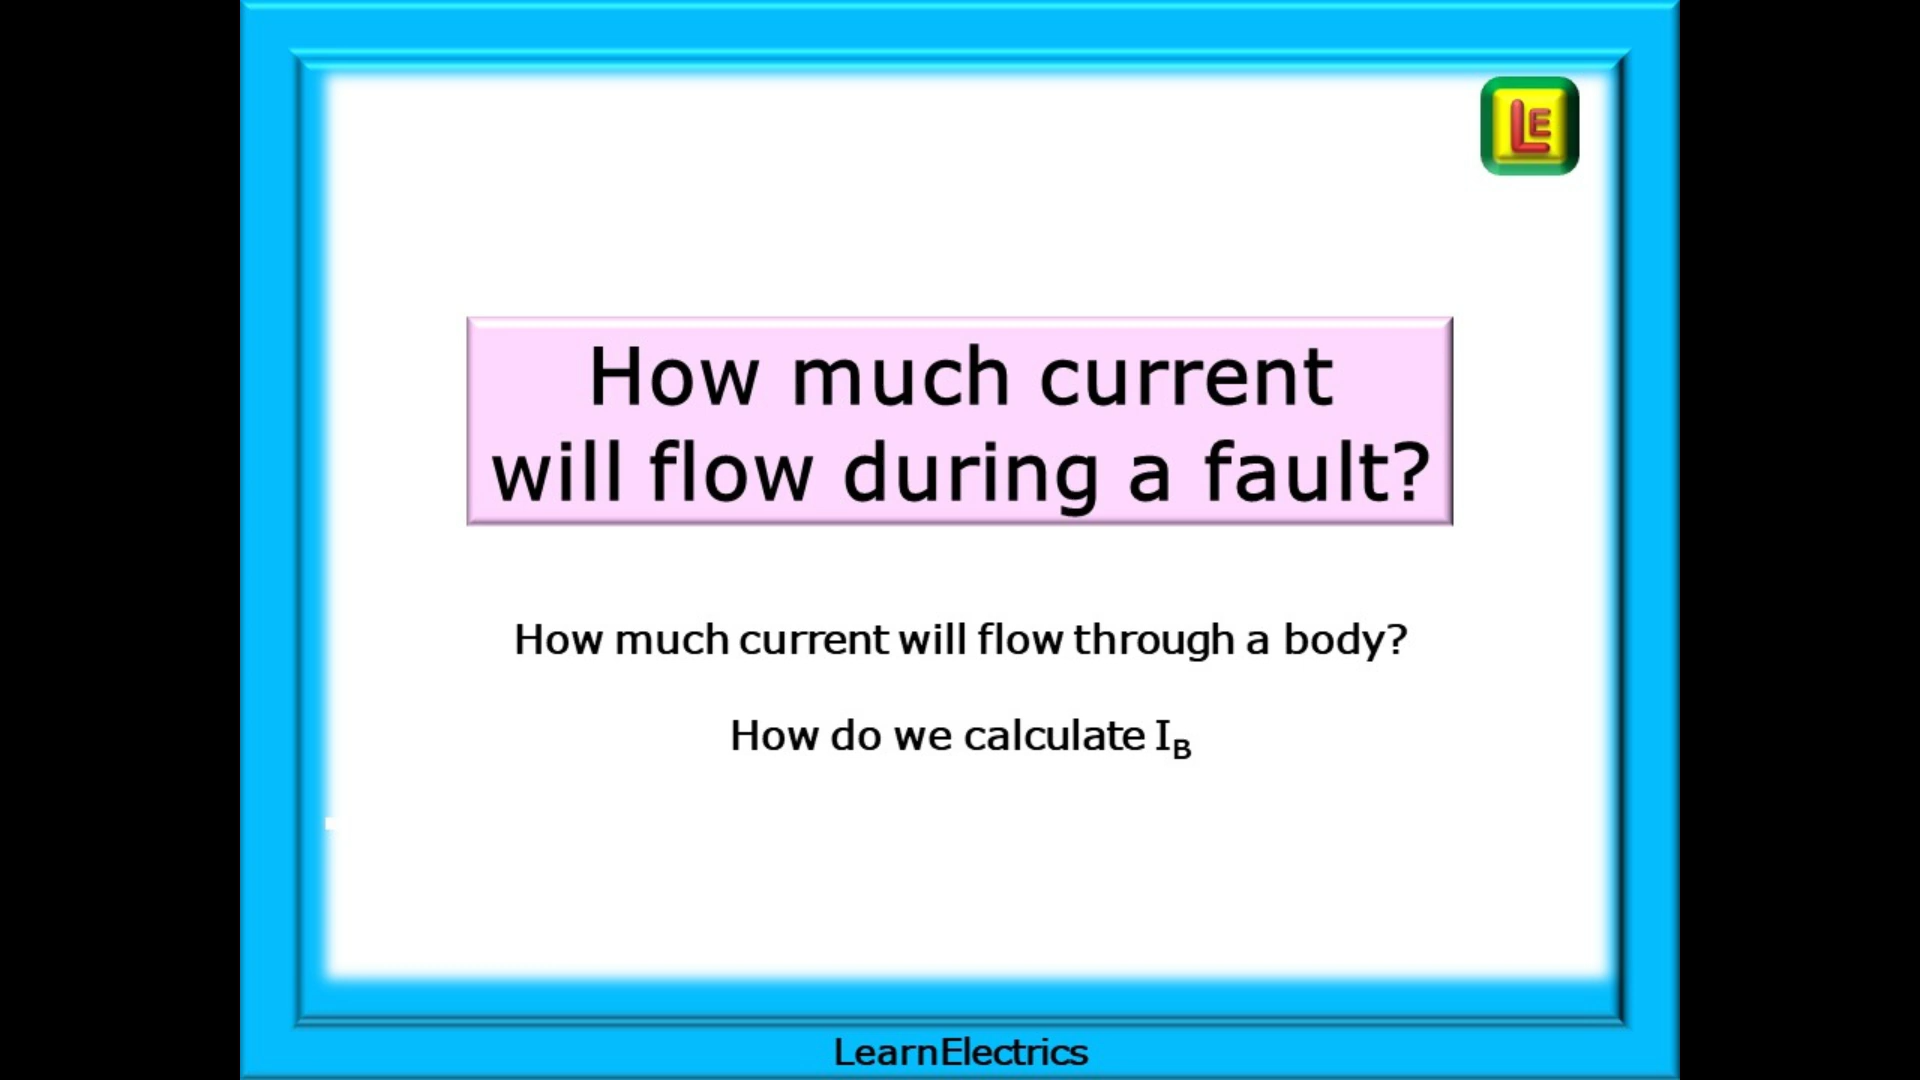 LE
How much current
will flow during a fault?
How much current will flow through a body?
How do we calculate I_B
LearnElectrics